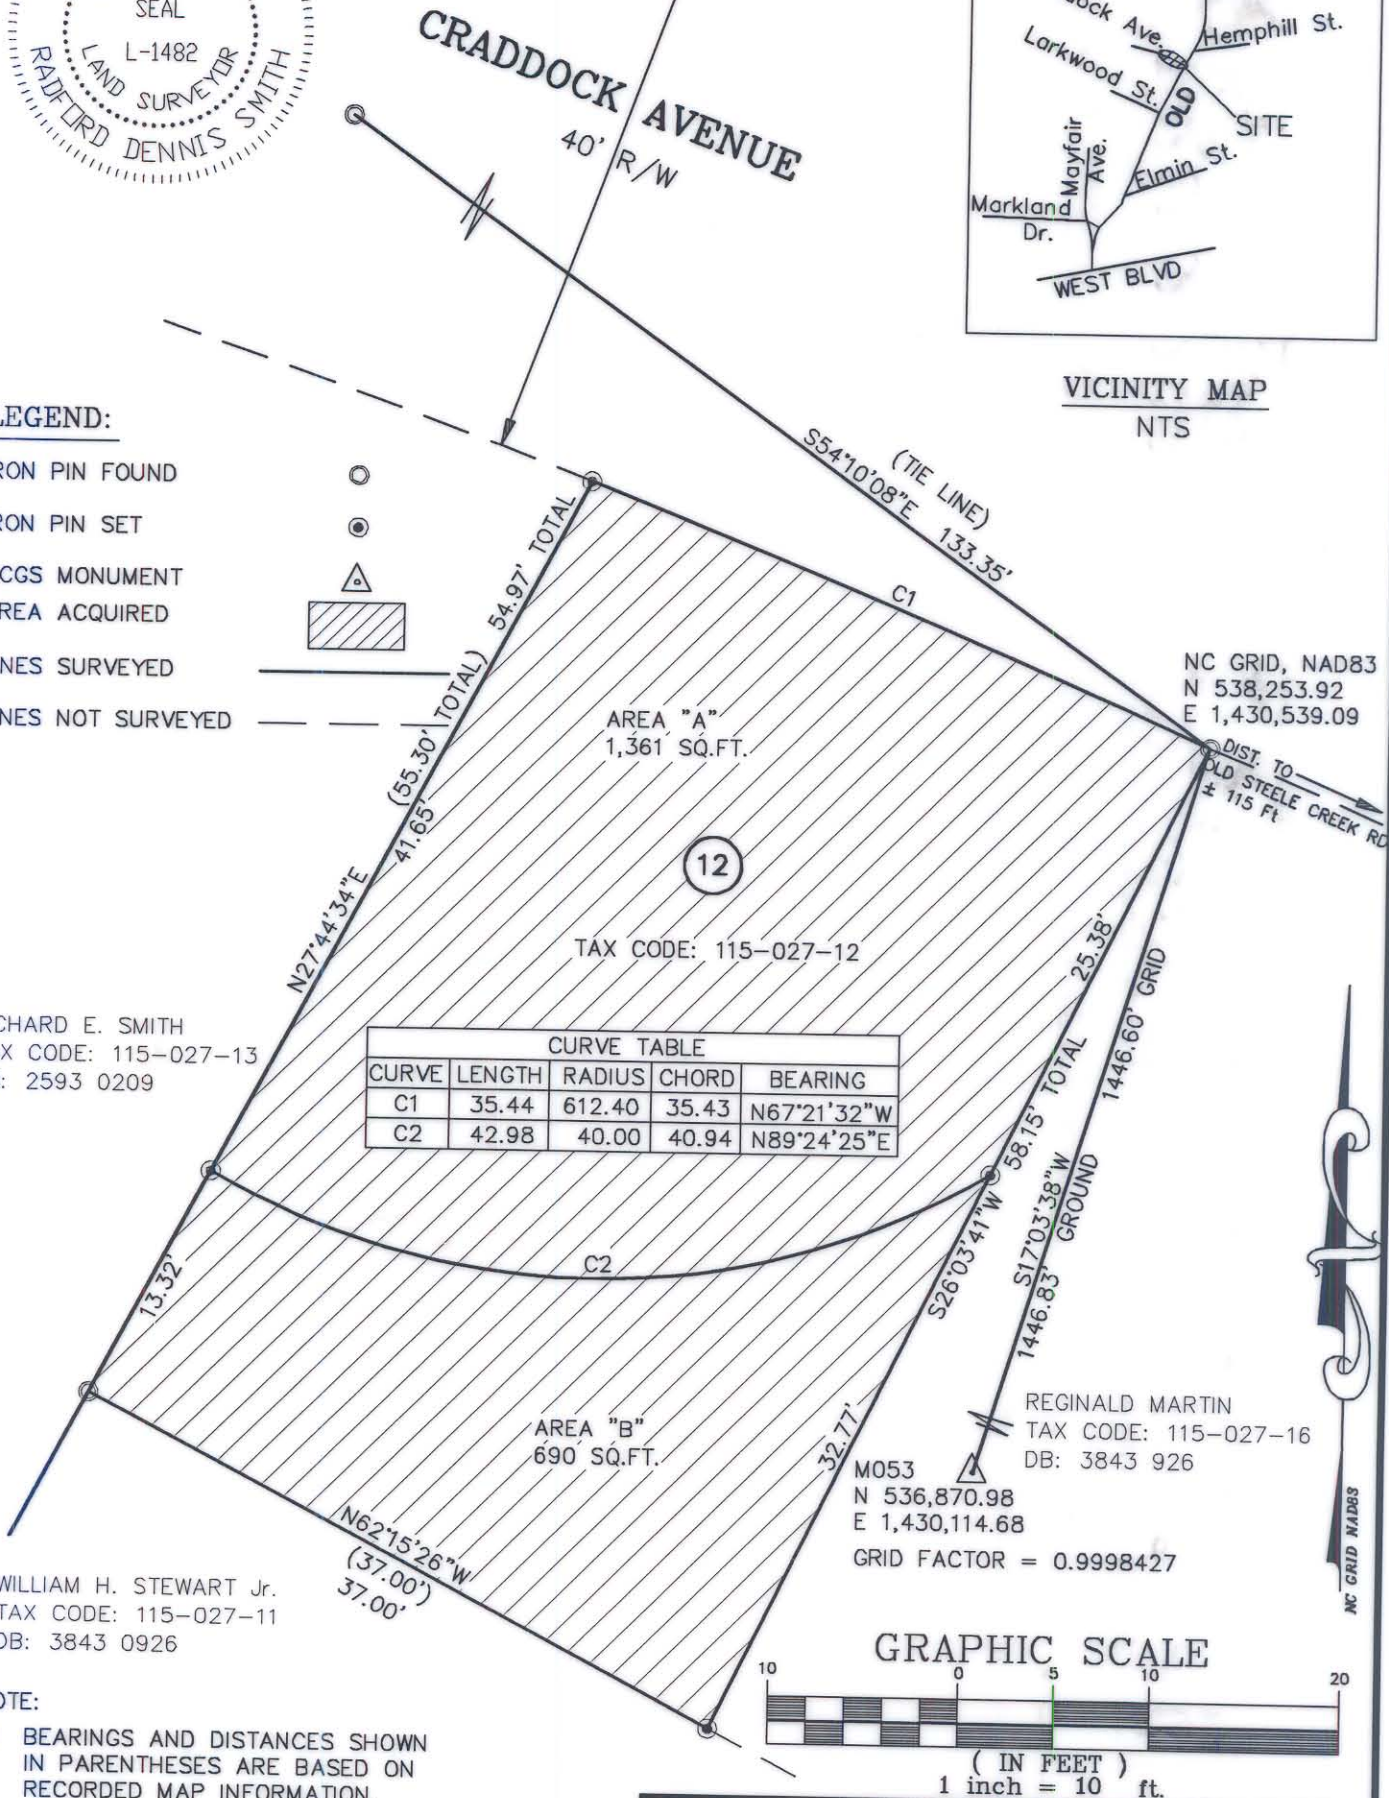 SEAL
L-1482
LAND SURVEYOR
RADFORD DENNIS SMITH
CRADDOCK AVENUE
40' R/W
Ave.
Hemphill St.
Larkwood St.
OLD
SITE
Mayfair
Ave.
Elmin St.
Markland
Dr.
WEST BLVD
VICINITY MAP
NTS
LEGEND:
RON PIN FOUND
RON PIN SET
CGS MONUMENT
REA ACQUIRED
NES SURVEYED
NES NOT SURVEYED
(TIE LINE)
S54°10'08"E 133.35'
C1
54.97' TOTAL
(55.30' TOTAL)
41.65'
N27°44'34"E
NC GRID, NAD83
N 538,253.92
E 1,430,539.09
DIST. TO
OLD STEELE CREEK RD
± 115 Ft
AREA "A"
1,361 SQ.FT.
12
TAX CODE: 115-027-12
25.38'
58.15' TOTAL
S26°03'41"W
32.77'
1446.60' GRID
S17°03'38"W
1446.83' GROUND
CHARD E. SMITH
X CODE: 115-027-13
: 2593 0209
CURVE TABLE
CURVE LENGTH RADIUS CHORD BEARING
C1 35.44 612.40 35.43 N67°21'32"W
C2 42.98 40.00 40.94 N89°24'25"E
C2
13.32'
AREA "B"
690 SQ.FT.
N62°15'26"W
(37.00')
37.00'
REGINALD MARTIN
TAX CODE: 115-027-16
DB: 3843 926
M053
N 536,870.98
E 1,430,114.68
GRID FACTOR = 0.9998427
NC GRID NAD83
WILLIAM H. STEWART Jr.
TAX CODE: 115-027-11
DB: 3843 0926
OTE:
BEARINGS AND DISTANCES SHOWN
IN PARENTHESES ARE BASED ON
RECORDED MAP INFORMATION
GRAPHIC SCALE
10 0 5 10 20
( IN FEET )
1 inch = 10 ft.